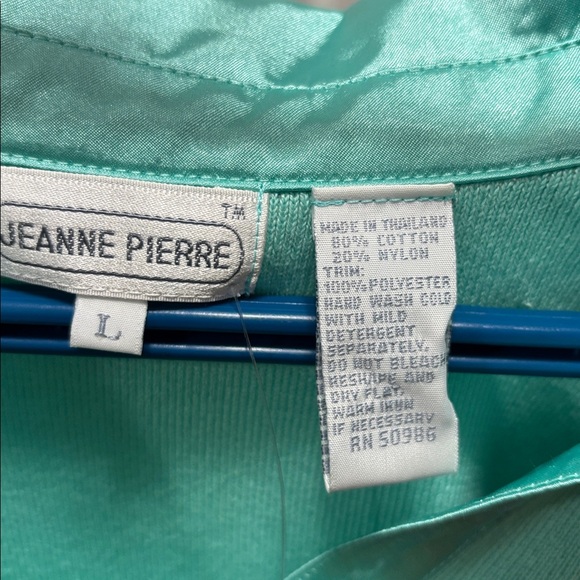 JEANNE PIERRE
TM
L
MADE IN THAILAND
80% COTTON
20% NYLON
TRIM:
100% POLYESTER
HAND WASH COLD
WITH MILD
DETERGENT
SEPARATELY.
DO NOT BLEACH
RESHAPE AND
DRY FLAT.
WARM IRON
IF NECESSARY
RN 50986